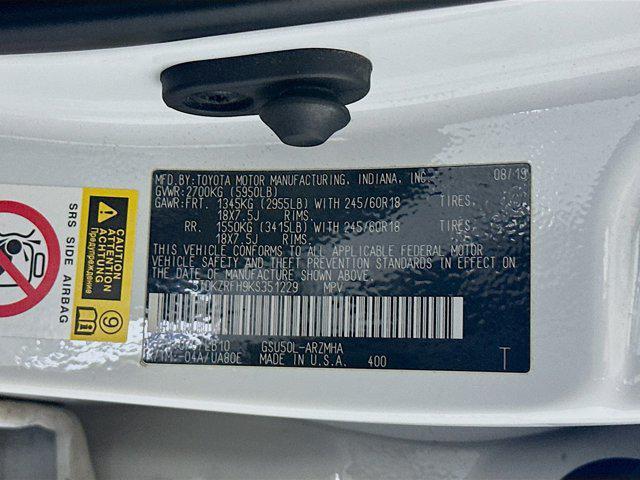 MFD.BY:TOYOTA MOTOR MANUFACTURING, INDIANA, INC. 08/19
GVWR:2700KG (5950LB)
GAWR:FRT. 1345KG (2955LB) WITH 245/60R18 TIRES,
18X7.5J RIMS,
RR. 1550KG (3415LB) WITH 245/60R18 TIRES,
18X7.5J RIMS,
THIS VEHICLE CONFORMS TO ALL APPLICABLE FEDERAL MOTOR
VEHICLE SAFETY AND THEFT PREVENTION STANDARDS IN EFFECT ON
THE DATE OF MANUFACTURE SHOWN ABOVE.
MPV
GSU50L-ARZMHA
MADE IN U.S.A. 400
T
SRS SIDE AIRBAG
CAUTION
ATTENTION
ACHTUNG
Предупреждение
9